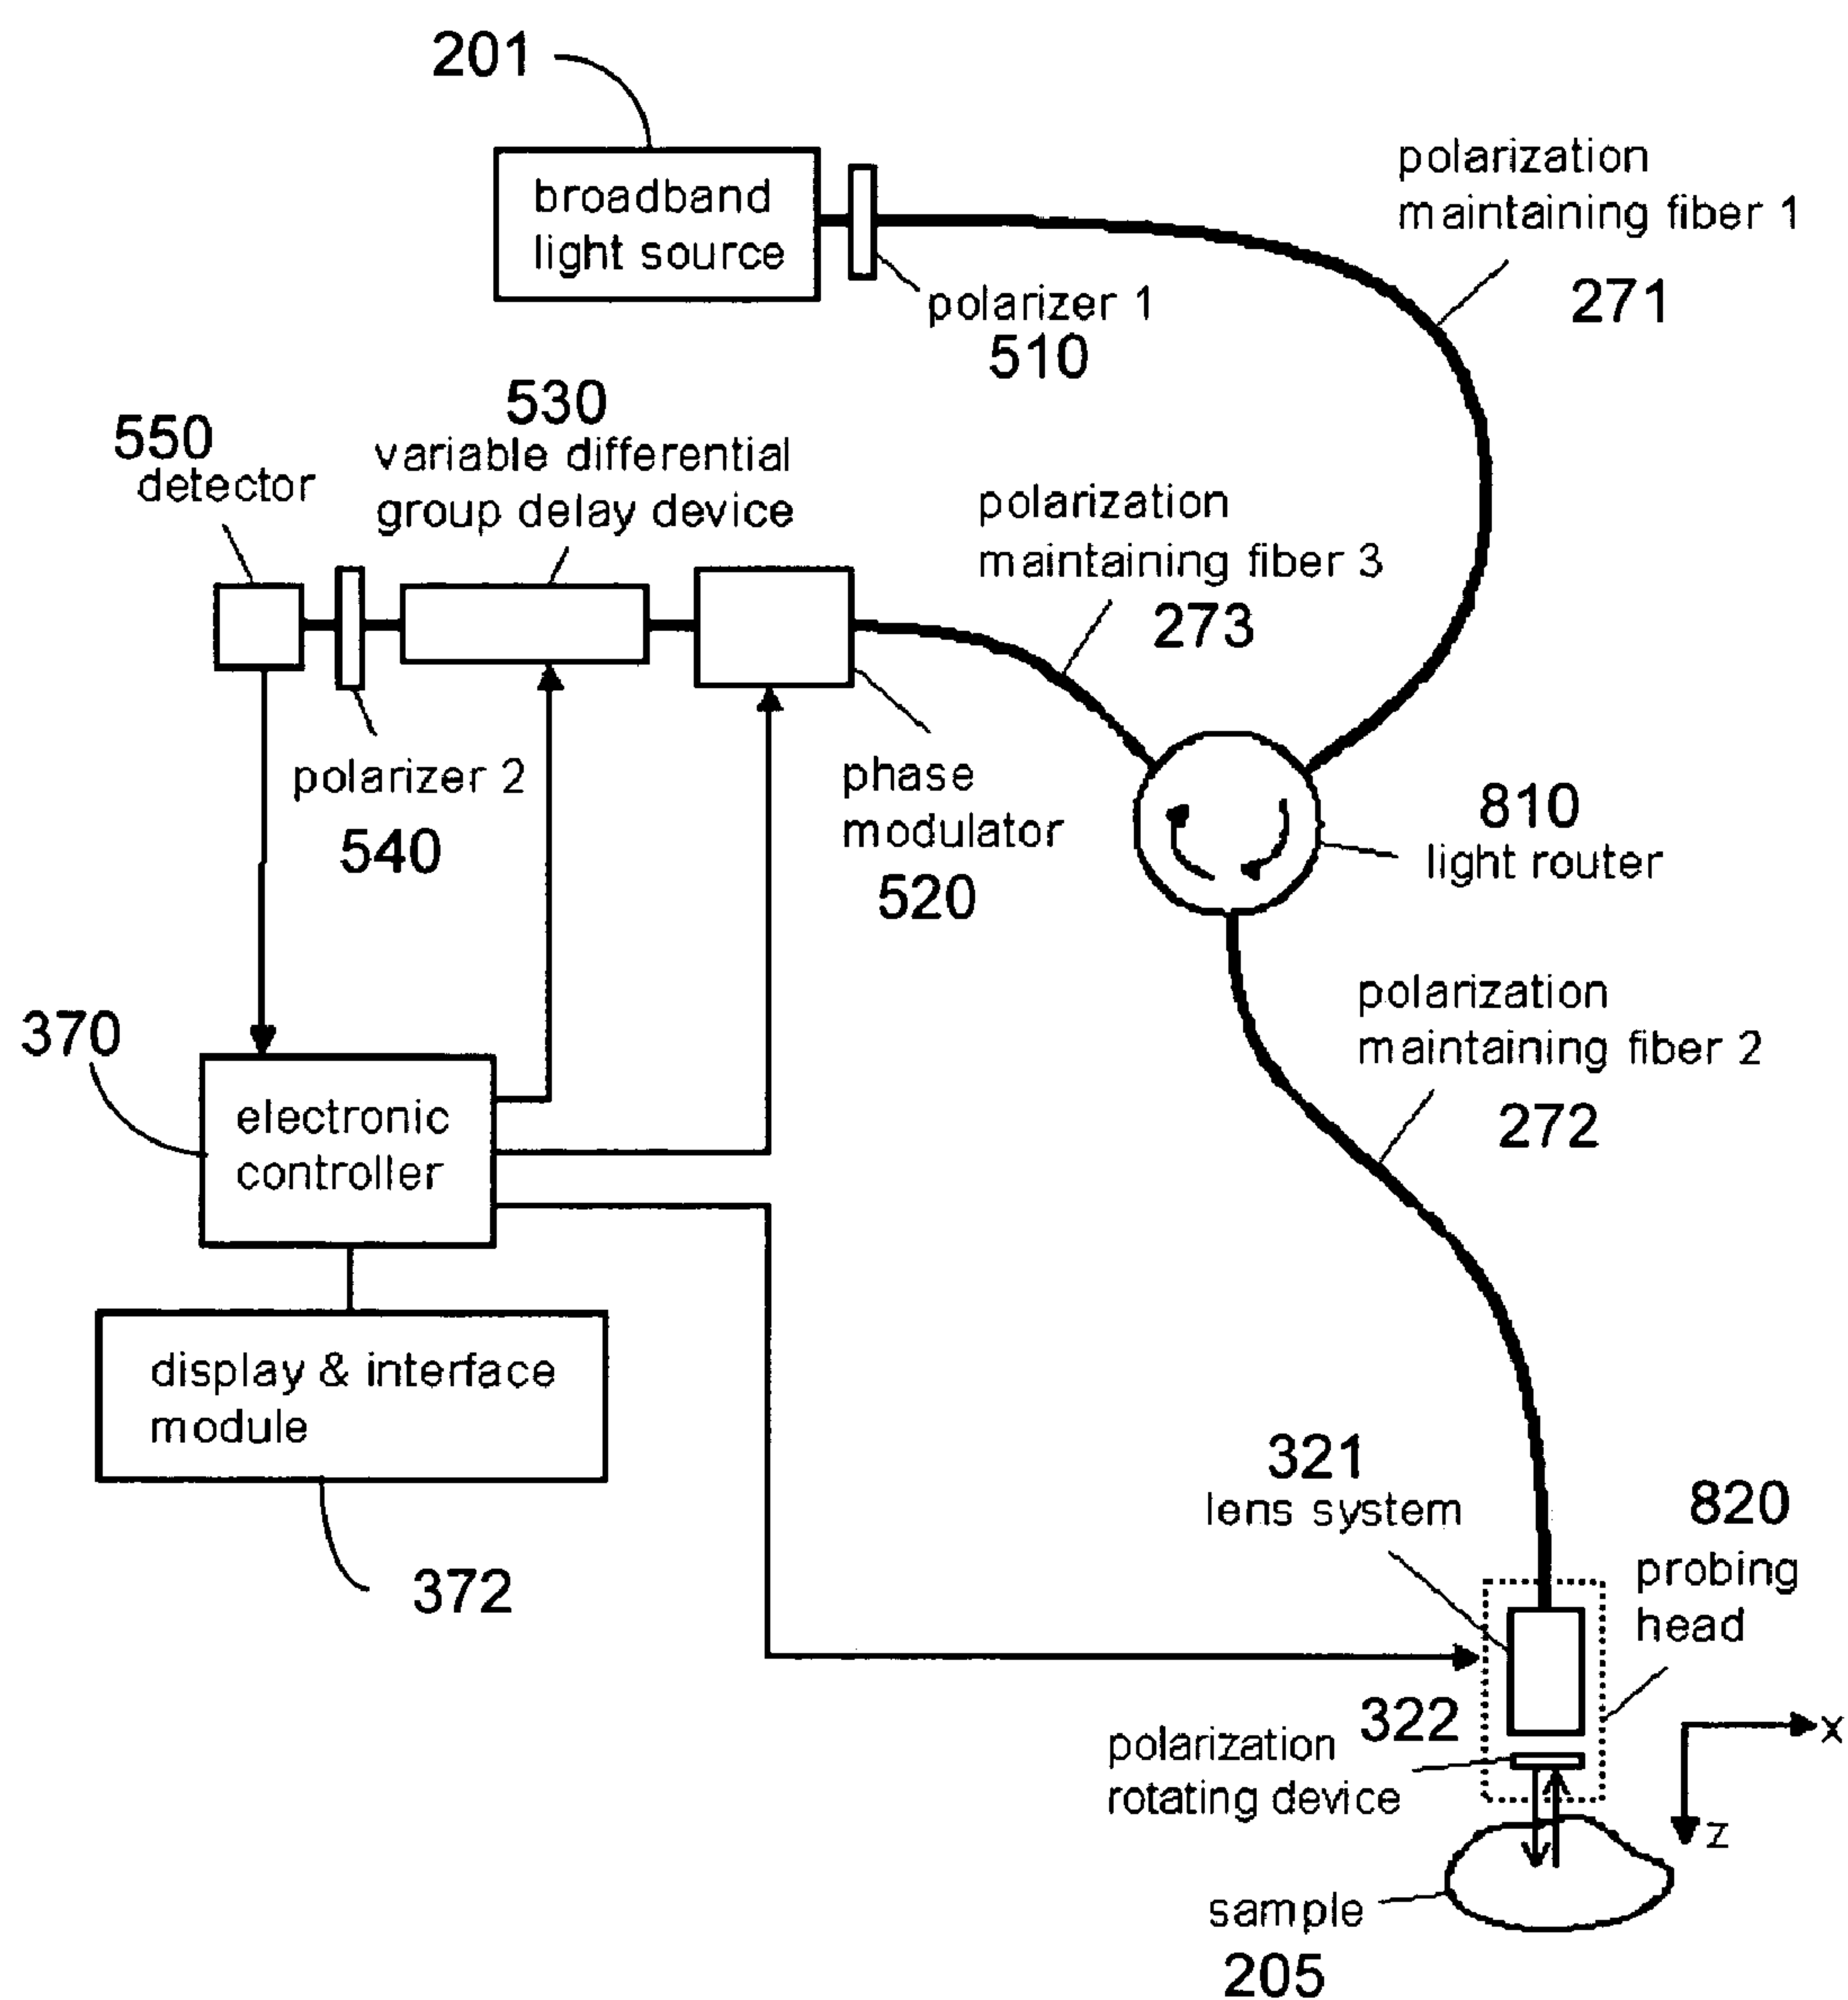 201
broadband
light source
polarizer 1
510
polarization
maintaining fiber 1
271
530
variable differential
group delay device
550
detector
polarization
maintaining fiber 3
273
polarizer 2
540
phase
modulator
520
810
light router
370
electronic
controller
polarization
maintaining fiber 2
272
display & interface
module
372
321
lens system
820
probing
head
322
polarization
rotating device
x
z
sample
205